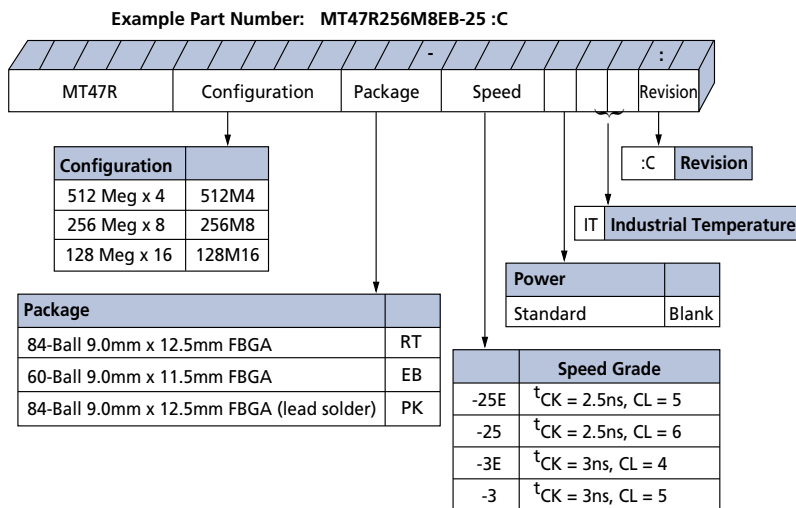 Example Part Number: MT47R256M8EB-25 :C
- :
MT47R Configuration Package Speed Revision
Configuration
512 Meg x 4 512M4
256 Meg x 8 256M8
128 Meg x 16 128M16
:C Revision
IT Industrial Temperature
Power
Standard Blank
Package
84-Ball 9.0mm x 12.5mm FBGA RT
60-Ball 9.0mm x 11.5mm FBGA EB
84-Ball 9.0mm x 12.5mm FBGA (lead solder) PK
Speed Grade
-25E tCK = 2.5ns, CL = 5
-25 tCK = 2.5ns, CL = 6
-3E tCK = 3ns, CL = 4
-3 tCK = 3ns, CL = 5